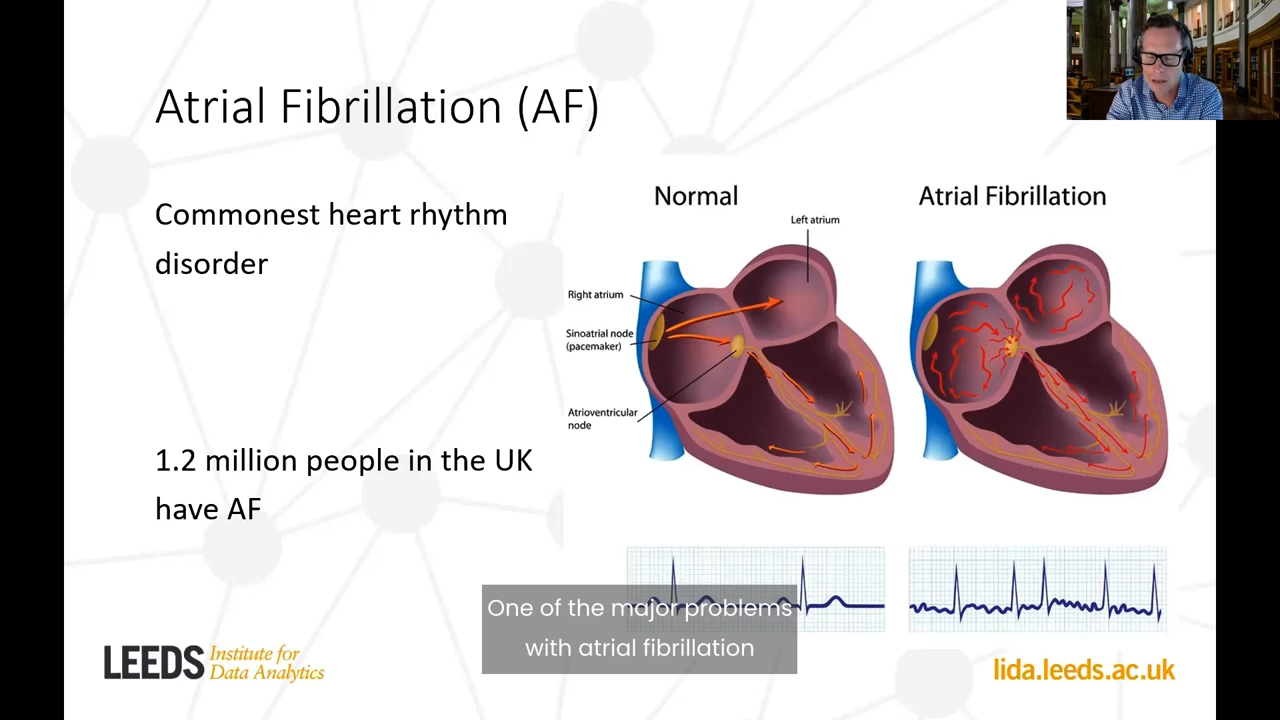 Atrial Fibrillation (AF)
Commonest heart rhythm
disorder
1.2 million people in the UK
have AF
Normal
Atrial Fibrillation
Left atrium
Right atrium
Sinoatrial node
(pacemaker)
Atrioventricular
node
One of the major problems
with atrial fibrillation
LEEDS Institute for
Data Analytics
lida.leeds.ac.uk